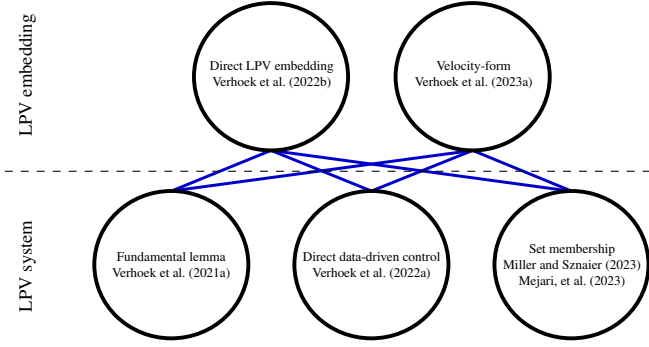 LPV embedding
Direct LPV embedding
Verhoek et al. (2022b)
Velocity-form
Verhoek et al. (2023a)
LPV system
Fundamental lemma
Verhoek et al. (2021a)
Direct data-driven control
Verhoek et al. (2022a)
Set membership
Miller and Sznaier (2023)
Mejari, et al. (2023)